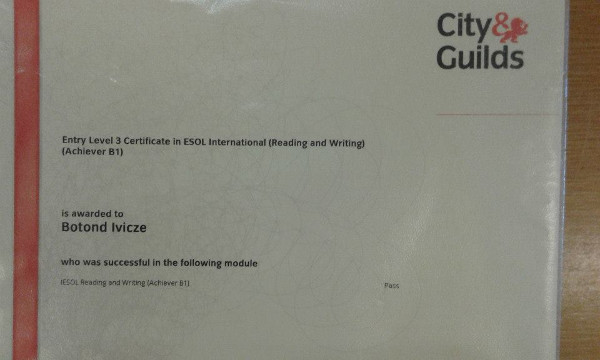 City&
Guilds
Entry Level 3 Certificate in ESOL International (Reading and Writing)
(Achiever B1)
is awarded to
Botond Ivicze
who was successful in the following module
IESOL Reading and Writing (Achiever B1)
Pass